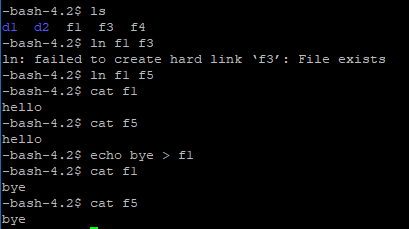 -bash-4.2$ ls
d1  d2  f1  f3  f4
-bash-4.2$ ln f1 f3
ln: failed to create hard link ‘f3’: File exists
-bash-4.2$ ln f1 f5
-bash-4.2$ cat f1
hello
-bash-4.2$ cat f5
hello
-bash-4.2$ echo bye > f1
-bash-4.2$ cat f1
bye
-bash-4.2$ cat f5
bye